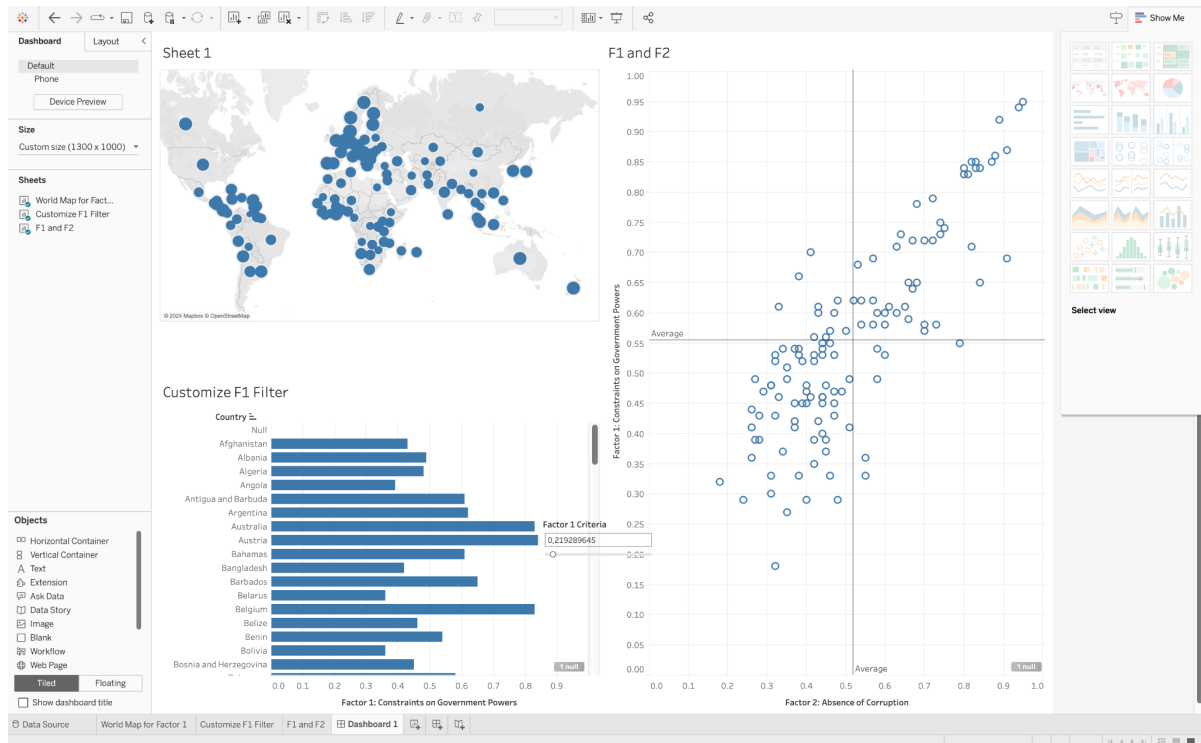 Show Me
Dashboard
Layout
Default
Phone
Device Preview
Size
Custom size (1300 x 1000)
Sheets
World Map for Fact...
Customize F1 Filter
F1 and F2
Objects
Horizontal Container
Vertical Container
Text
Extension
Ask Data
Data Story
Image
Blank
Workflow
Web Page
Tiled
Floating
Show dashboard title
Sheet 1
© 2024 Mapbox © OpenStreetMap
Customize F1 Filter
Country
Null
Afghanistan
Albania
Algeria
Angola
Antigua and Barbuda
Argentina
Australia
Austria
Bahamas
Bangladesh
Barbados
Belarus
Belgium
Belize
Benin
Bolivia
Bosnia and Herzegovina
1 null
0.0 0.1 0.2 0.3 0.4 0.5 0.6 0.7 0.8 0.9
Factor 1: Constraints on Government Powers
Factor 1 Criteria
0,219289645
F1 and F2
1.00
0.95
0.90
0.85
0.80
0.75
0.70
0.65
0.60
0.55
0.50
0.45
0.40
0.35
0.30
0.25
0.20
0.15
0.10
0.05
0.00
Factor 1: Constraints on Government Powers
Average
Average
1 null
0.0 0.1 0.2 0.3 0.4 0.5 0.6 0.7 0.8 0.9 1.0
Factor 2: Absence of Corruption
Select view
Data Source
World Map for Factor 1
Customize F1 Filter
F1 and F2
Dashboard 1